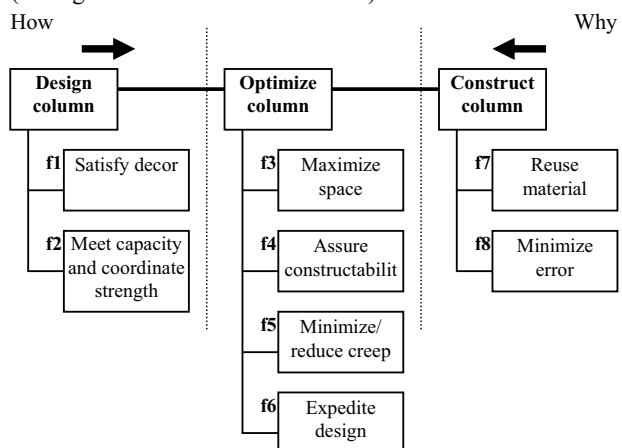 How
Why
Design
column
Optimize
column
Construct
column
f1
Satisfy decor
f2
Meet capacity
and coordinate
strength
f3
Maximize
space
f4
Assure
constructabilit
f5
Minimize/
reduce creep
f6
Expedite
design
f7
Reuse
material
f8
Minimize
error